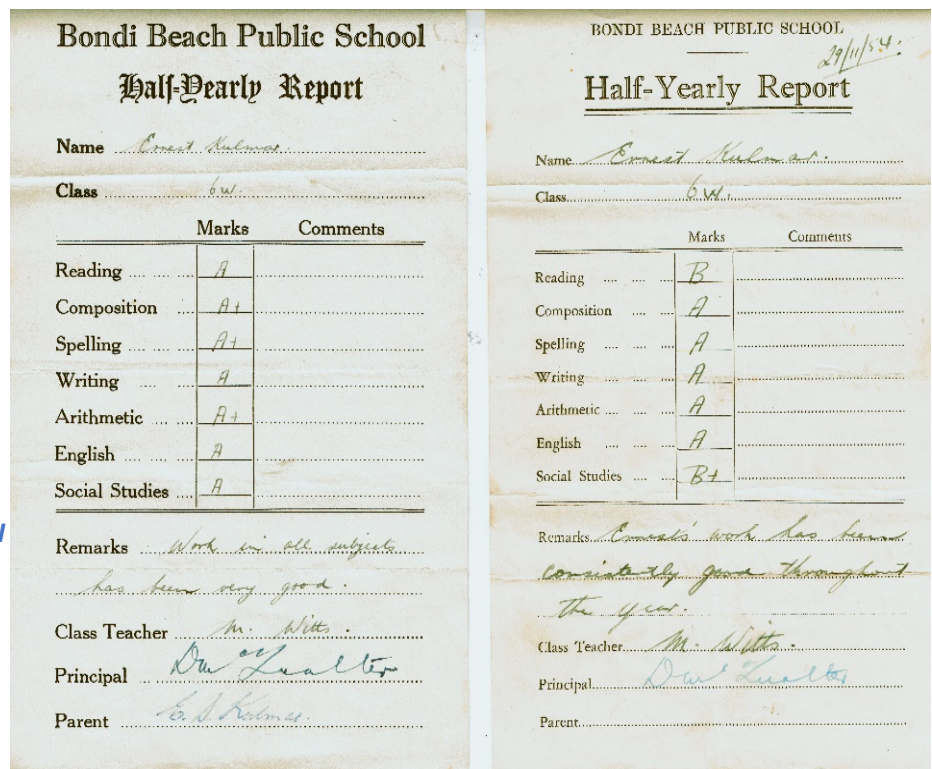 Bondi Beach Public School
Half-Yearly Report
Name Ernest Kulmar.
Class 6W.
Marks Comments
Reading A
Composition A+
Spelling A+
Writing A
Arithmetic A+
English A
Social Studies A
Remarks Work in all subjects
has been very good.
Class Teacher M. Witts.
Principal
Parent E. S. Kulmar.
BONDI BEACH PUBLIC SCHOOL
29/11/54.
Half-Yearly Report
Name Ernest Kulmar.
Class 6W.
Marks Comments
Reading B
Composition A
Spelling A
Writing A
Arithmetic A
English A
Social Studies B+
Remarks Ernest's work has been
consistently good throughout
the year.
Class Teacher M. Witts.
Principal
Parent